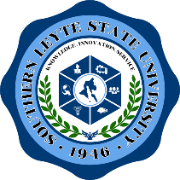 SOUTHERN LEYTE STATE UNIVERSITY
KNOWLEDGE . INNOVATION . SERVICE
1946